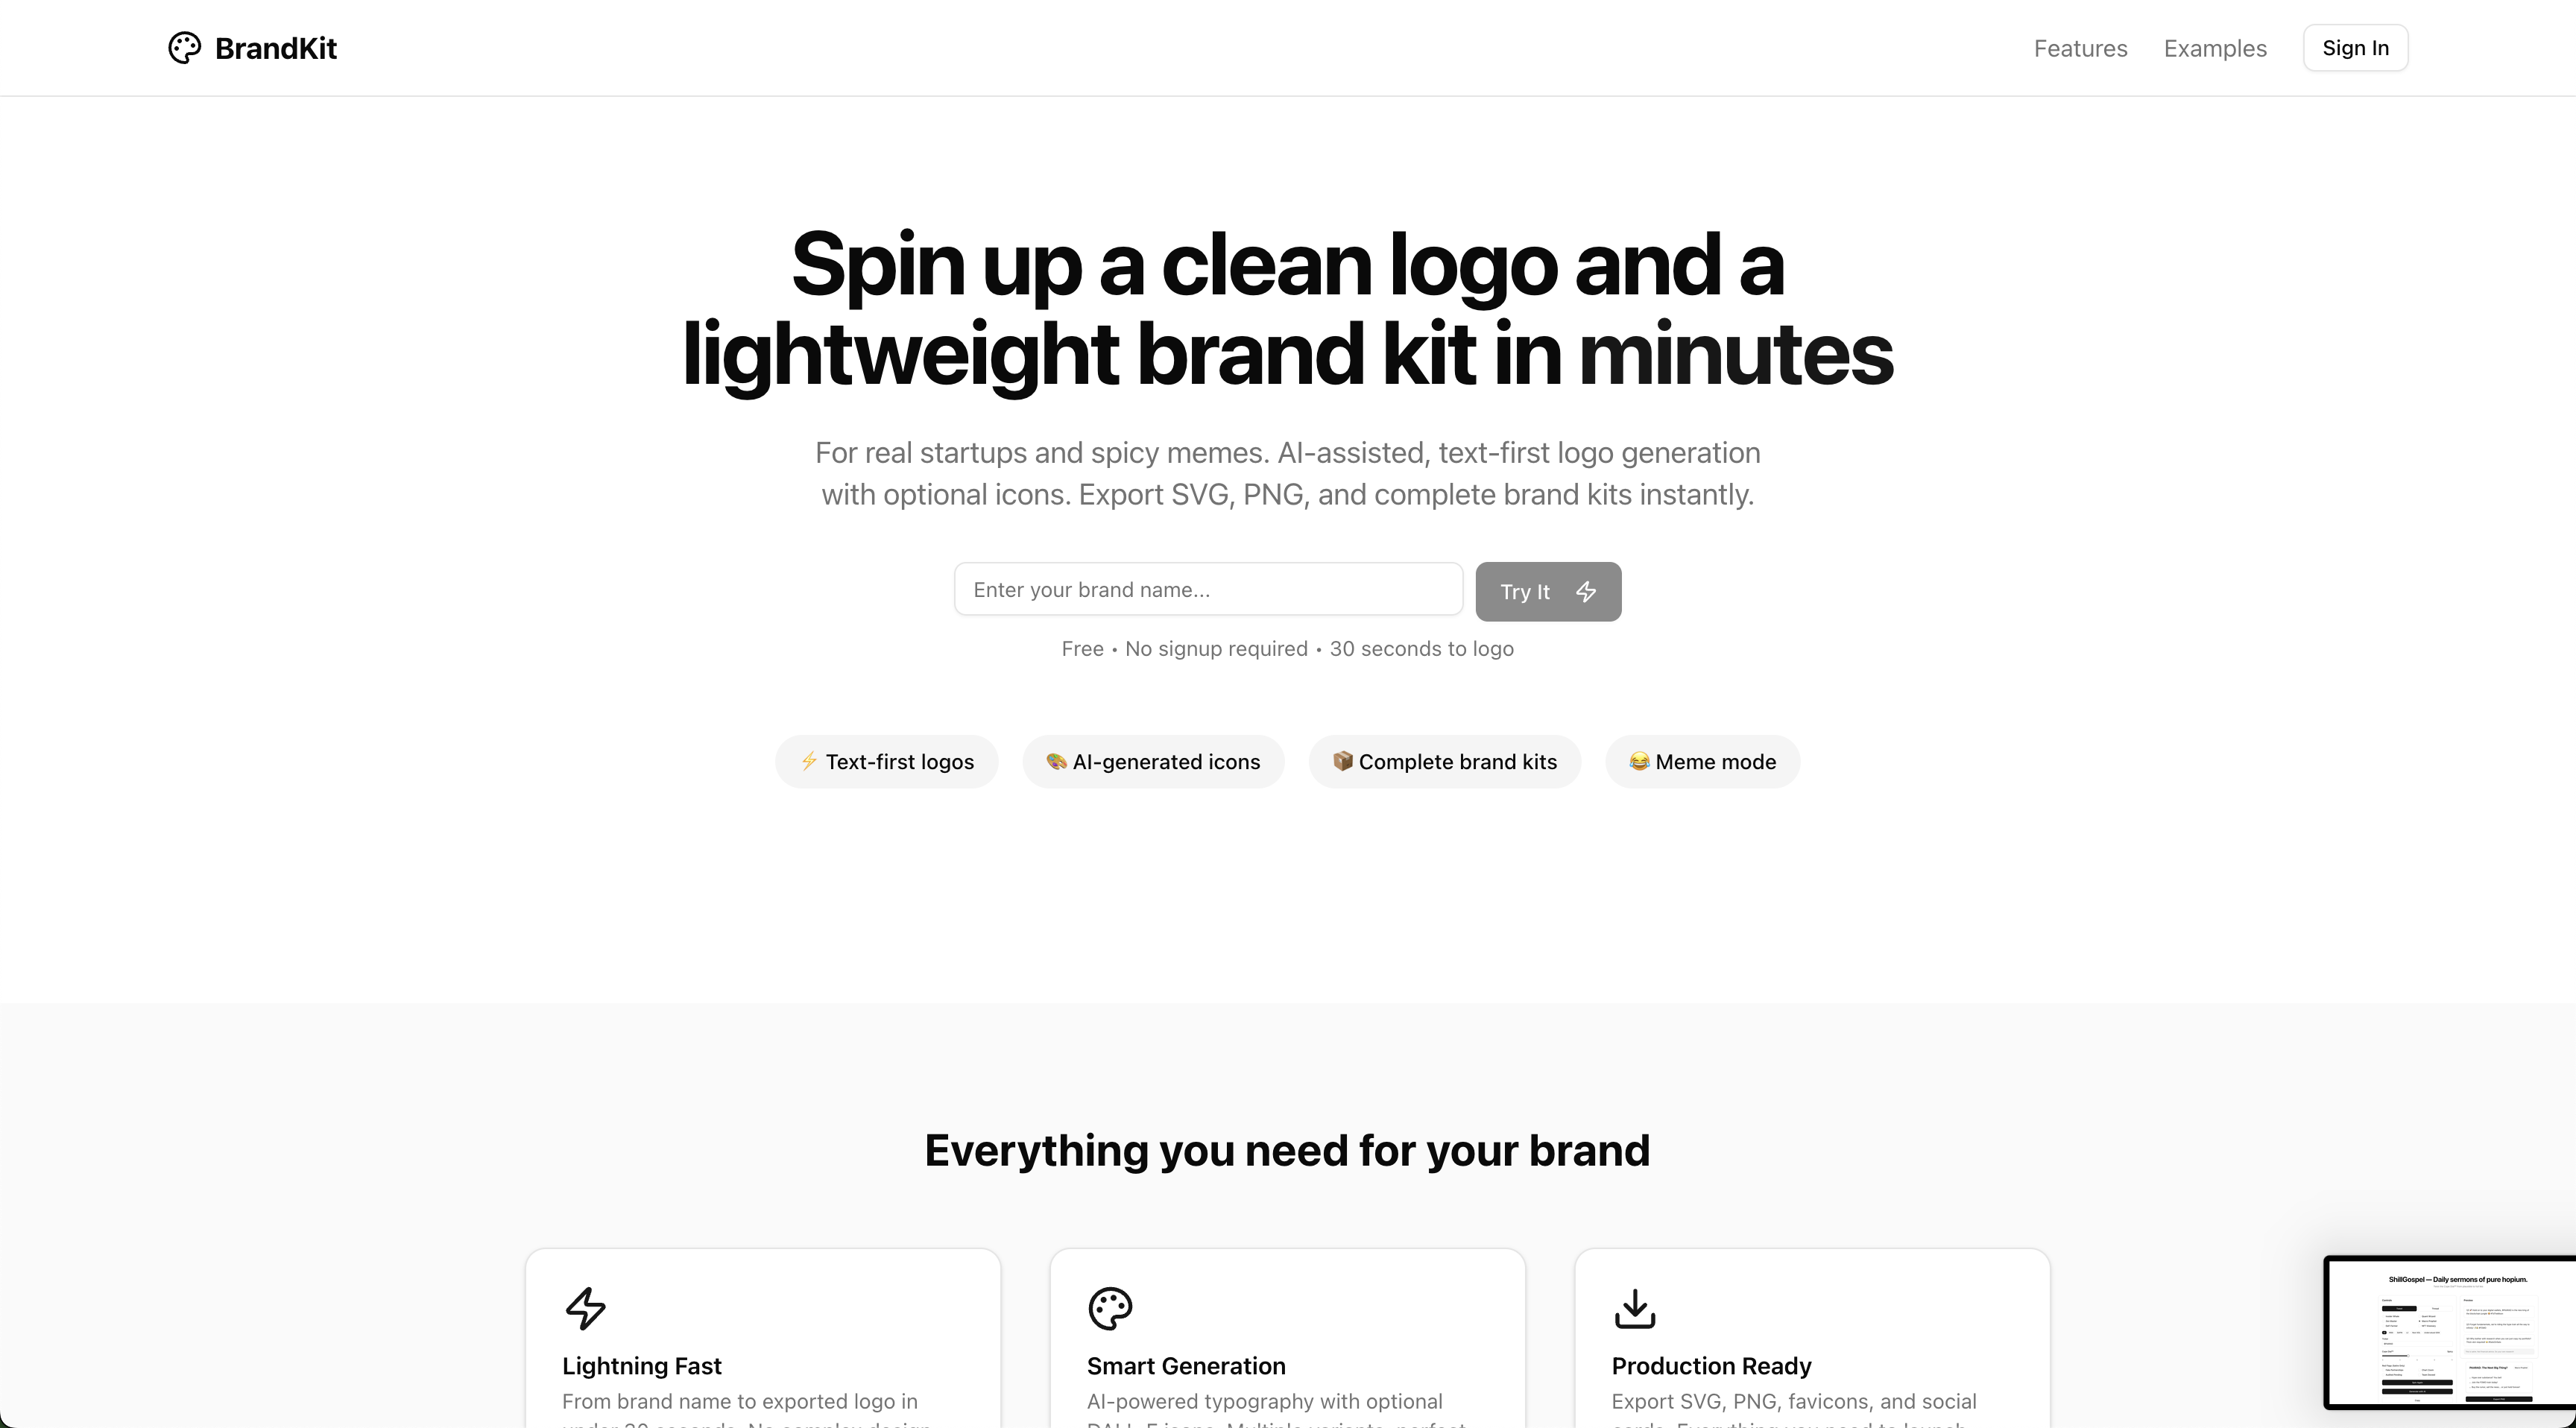 BrandKit
Features
Examples
Sign In
Spin up a clean logo and a
lightweight brand kit in minutes
For real startups and spicy memes. AI-assisted, text-first logo generation
with optional icons. Export SVG, PNG, and complete brand kits instantly.
Enter your brand name...
Try It
Free • No signup required • 30 seconds to logo
⚡ Text-first logos
🎨 AI-generated icons
📦 Complete brand kits
😂 Meme mode
Everything you need for your brand
Lightning Fast
From brand name to exported logo in
Smart Generation
AI-powered typography with optional
Production Ready
Export SVG, PNG, favicons, and social
ShillGospel — Daily sermons of pure hopium.